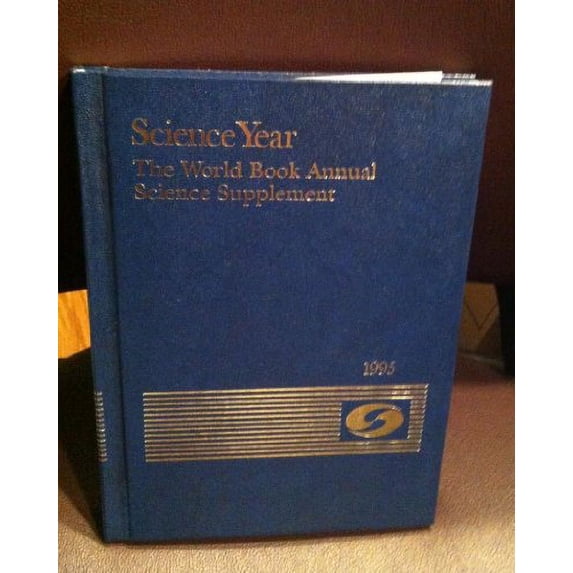 Science Year
The World Book Annual
Science Supplement
1995